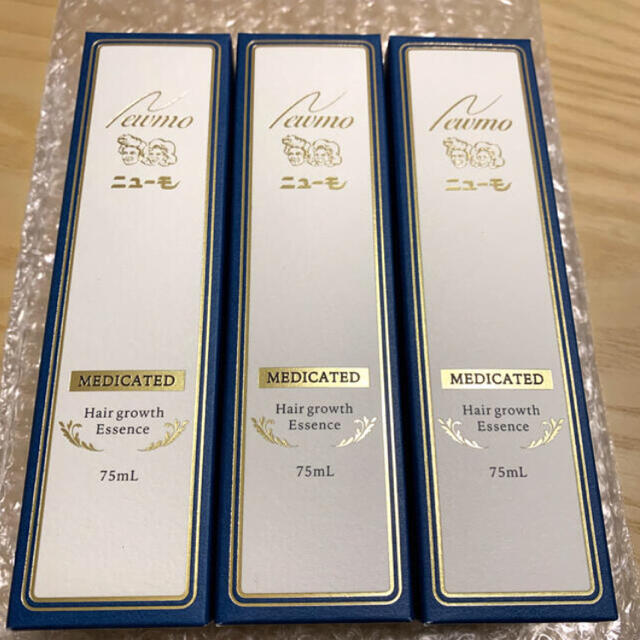 Newmo
ニューモ
MEDICATED
Hair growth
Essence
75mL
Newmo
ニューモ
MEDICATED
Hair growth
Essence
75mL
Newmo
ニューモ
MEDICATED
Hair growth
Essence
75mL